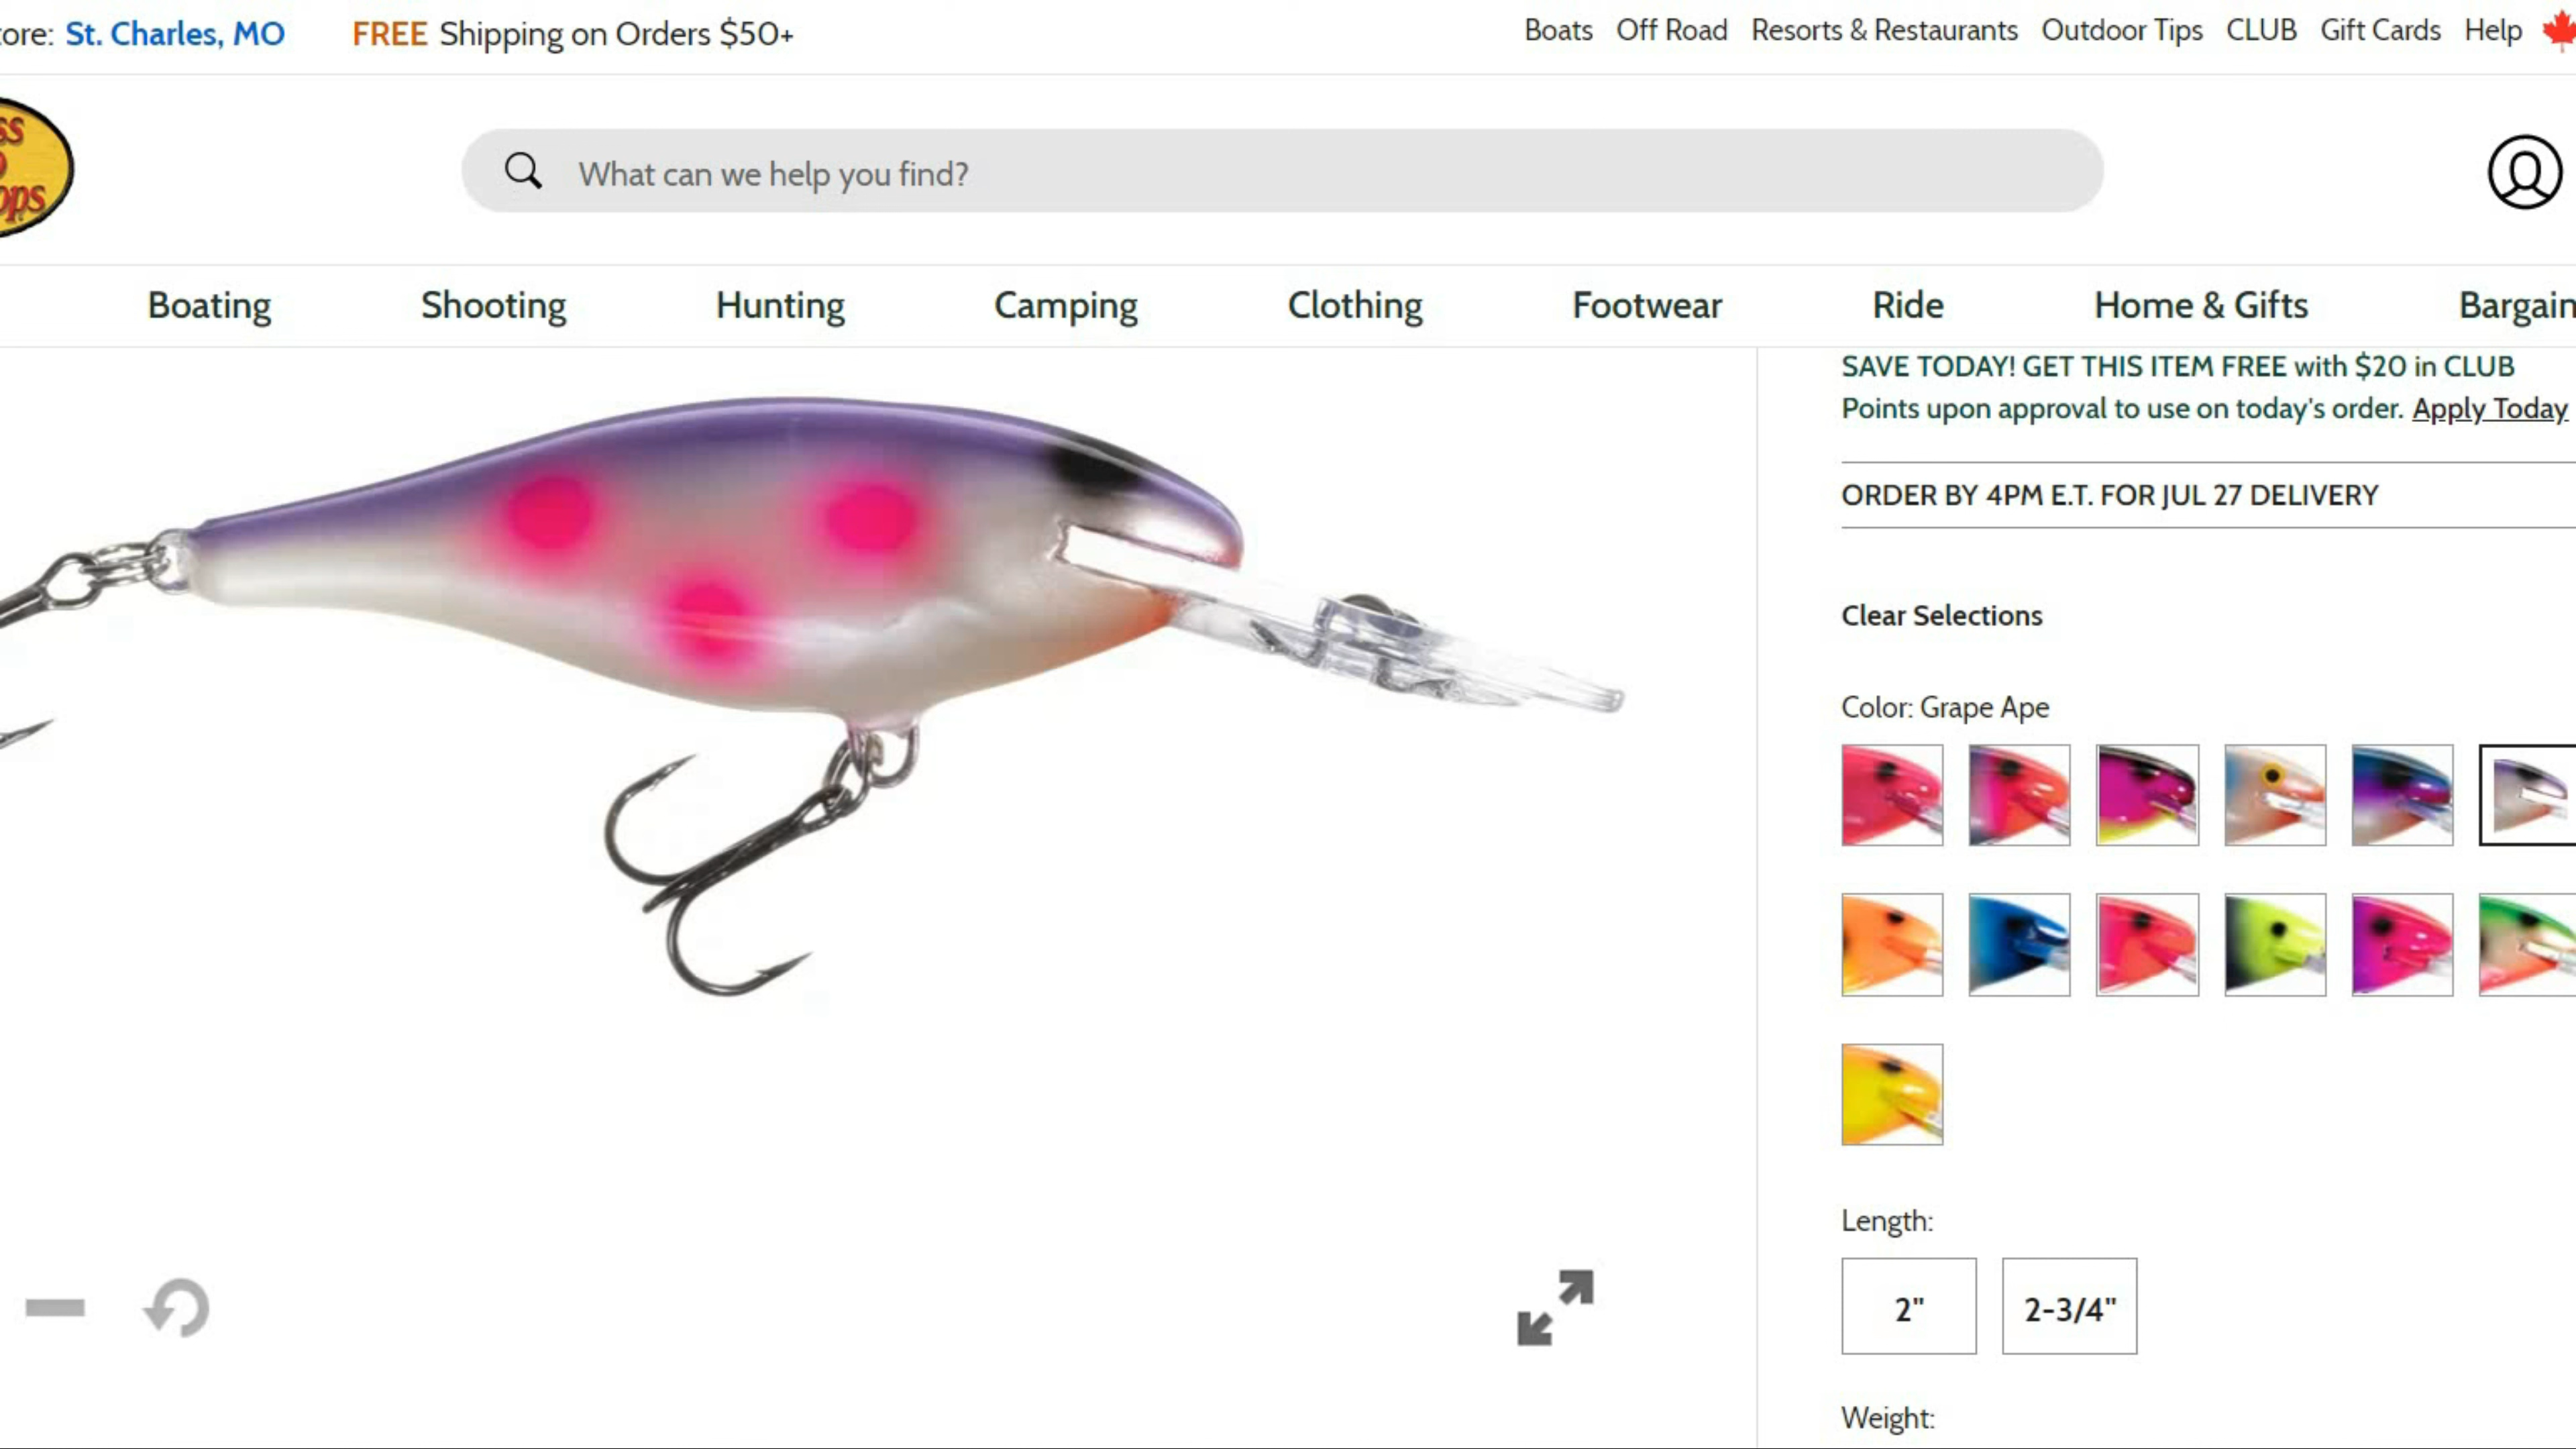 ore: St. Charles, MO FREE Shipping on Orders $50+
Boats Off Road Resorts & Restaurants Outdoor Tips CLUB Gift Cards Help
ss
ops
What can we help you find?
Boating Shooting Hunting Camping Clothing Footwear Ride Home & Gifts Bargain
SAVE TODAY! GET THIS ITEM FREE with $20 in CLUB
Points upon approval to use on today's order. Apply Today
ORDER BY 4PM E.T. FOR JUL 27 DELIVERY
Clear Selections
Color: Grape Ape
Length:
2" 2-3/4"
Weight: